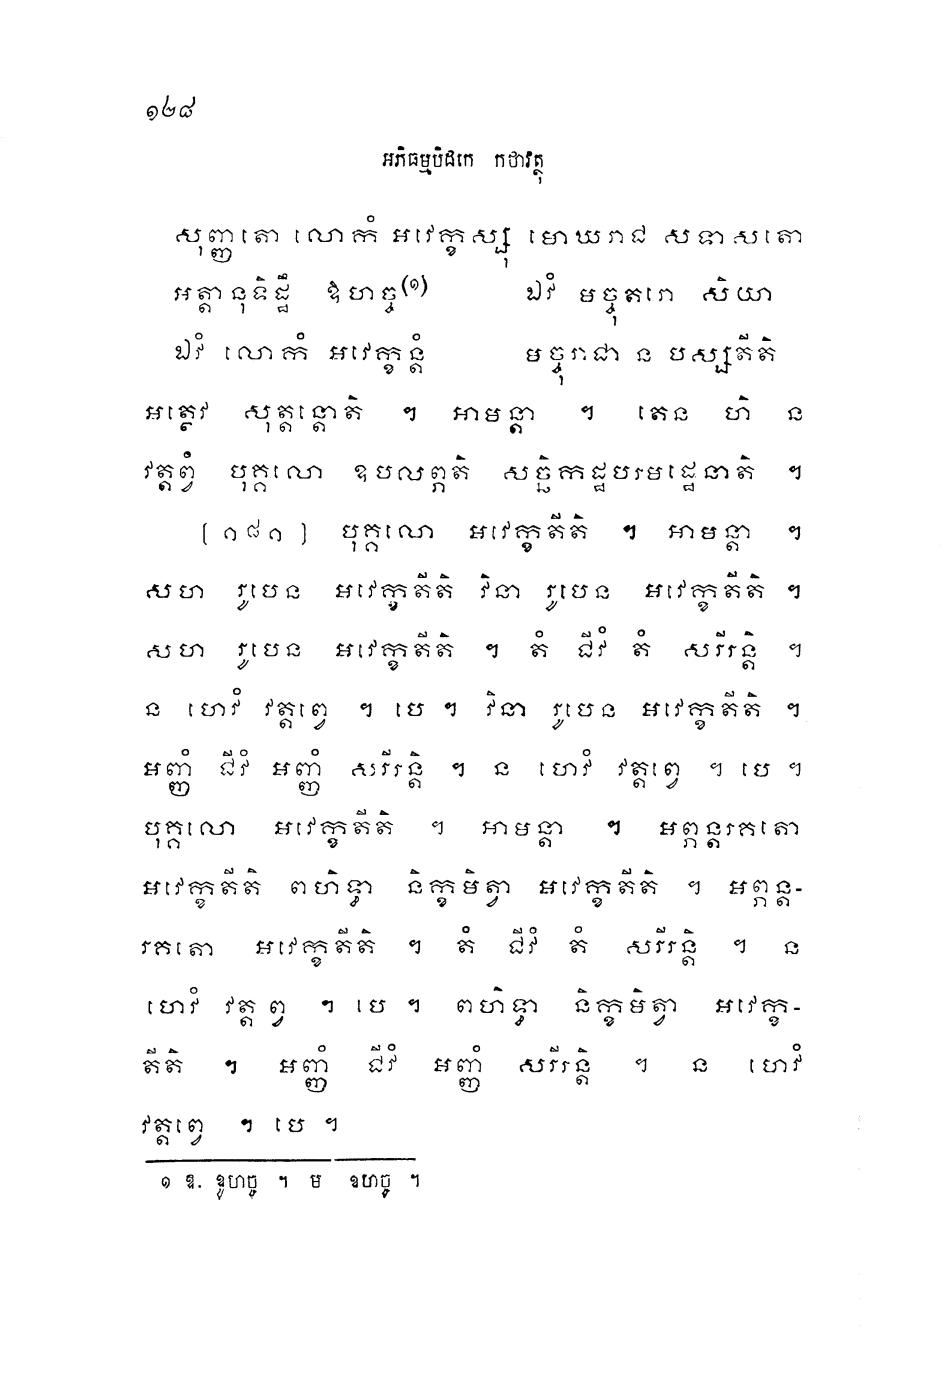 ១២៨
អភិធម្មបិដកេ កថាវត្ថុ
សុញ្ញតោ លោកំ អវេក្ខស្សុ មោឃរាជ សទាសតោ
អត្តានុទិដ្ឋឹ ឱហច្ច(១) ឯវំ មច្ចុតរោ សិយា
ឯវំ លោកំ អវេក្ខន្តំ មច្ចុរាជា ន បស្សតីតិ
អត្ថេវ សុត្តន្តោតិ ។ អាមន្តា ។ តេន ហិ ន
វត្តព្វំ បុគ្គលោ ឧបលព្ភតិ សច្ចិកដ្ឋបរមដ្ឋេនាតិ ។
[១៨១] បុគ្គលោ អវេក្ខតីតិ ។ អាមន្តា ។
សហ រូបេន អវេក្ខតីតិ វិនា រូបេន អវេក្ខតីតិ ។
សហ រូបេន អវេក្ខតីតិ ។ តំ ជីវំ តំ សរីរន្តិ ។
ន ហេវំ វត្តព្វេ ។ បេ ។ វិនា រូបេន អវេក្ខតីតិ ។
អញ្ញំ ជីវំ អញ្ញំ សរីរន្តិ ។ ន ហេវំ វត្តព្វេ ។ បេ ។
បុគ្គលោ អវេក្ខតីតិ ។ អាមន្តា ។ អព្ភន្តរគតោ
អវេក្ខតីតិ ពហិទ្ធា និក្ខមិត្វា អវេក្ខតីតិ ។ អព្ភន្ត-
រគតោ អវេក្ខតីតិ ។ តំ ជីវំ តំ សរីរន្តិ ។ ន
ហេវំ វត្តព្វេ ។ បេ ។ ពហិទ្ធា និក្ខមិត្វា អវេក្ខ-
តីតិ ។ អញ្ញំ ជីវំ អញ្ញំ សរីរន្តិ ។ ន ហេវំ
វត្តព្វេ ។ បេ ។
១ ឱ. ឩហច្ច ។ ម ឧហច្ច ។